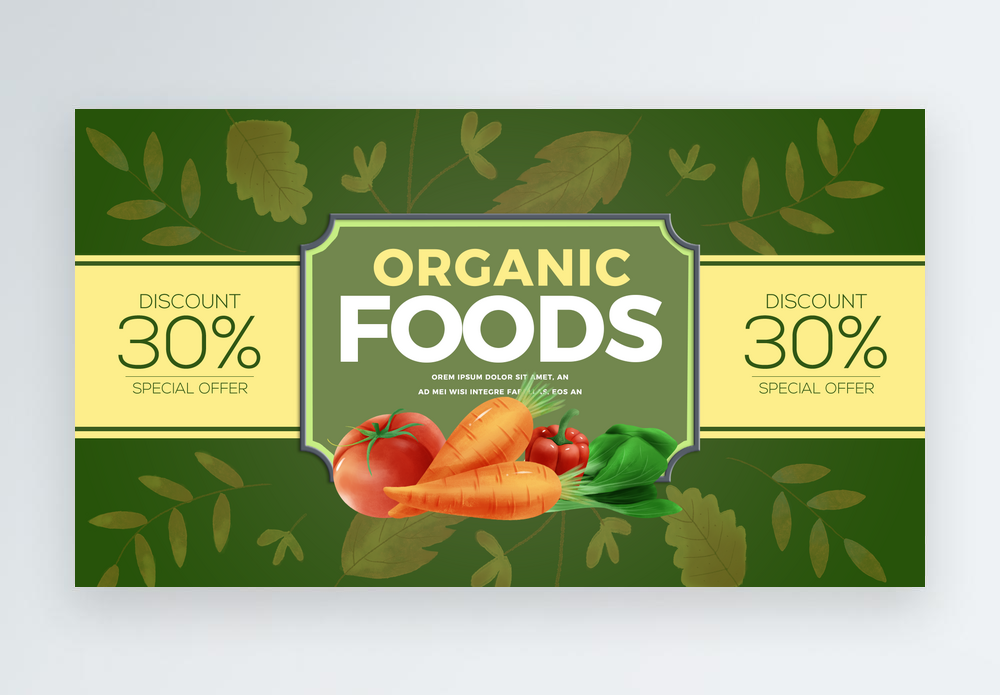 ORGANIC
FOODS
OREM IPSUM DOLOR SIT AMET, AN
AD MEI WISI INTEGRE EOS AN
DISCOUNT
30%
SPECIAL OFFER
DISCOUNT
30%
SPECIAL OFFER